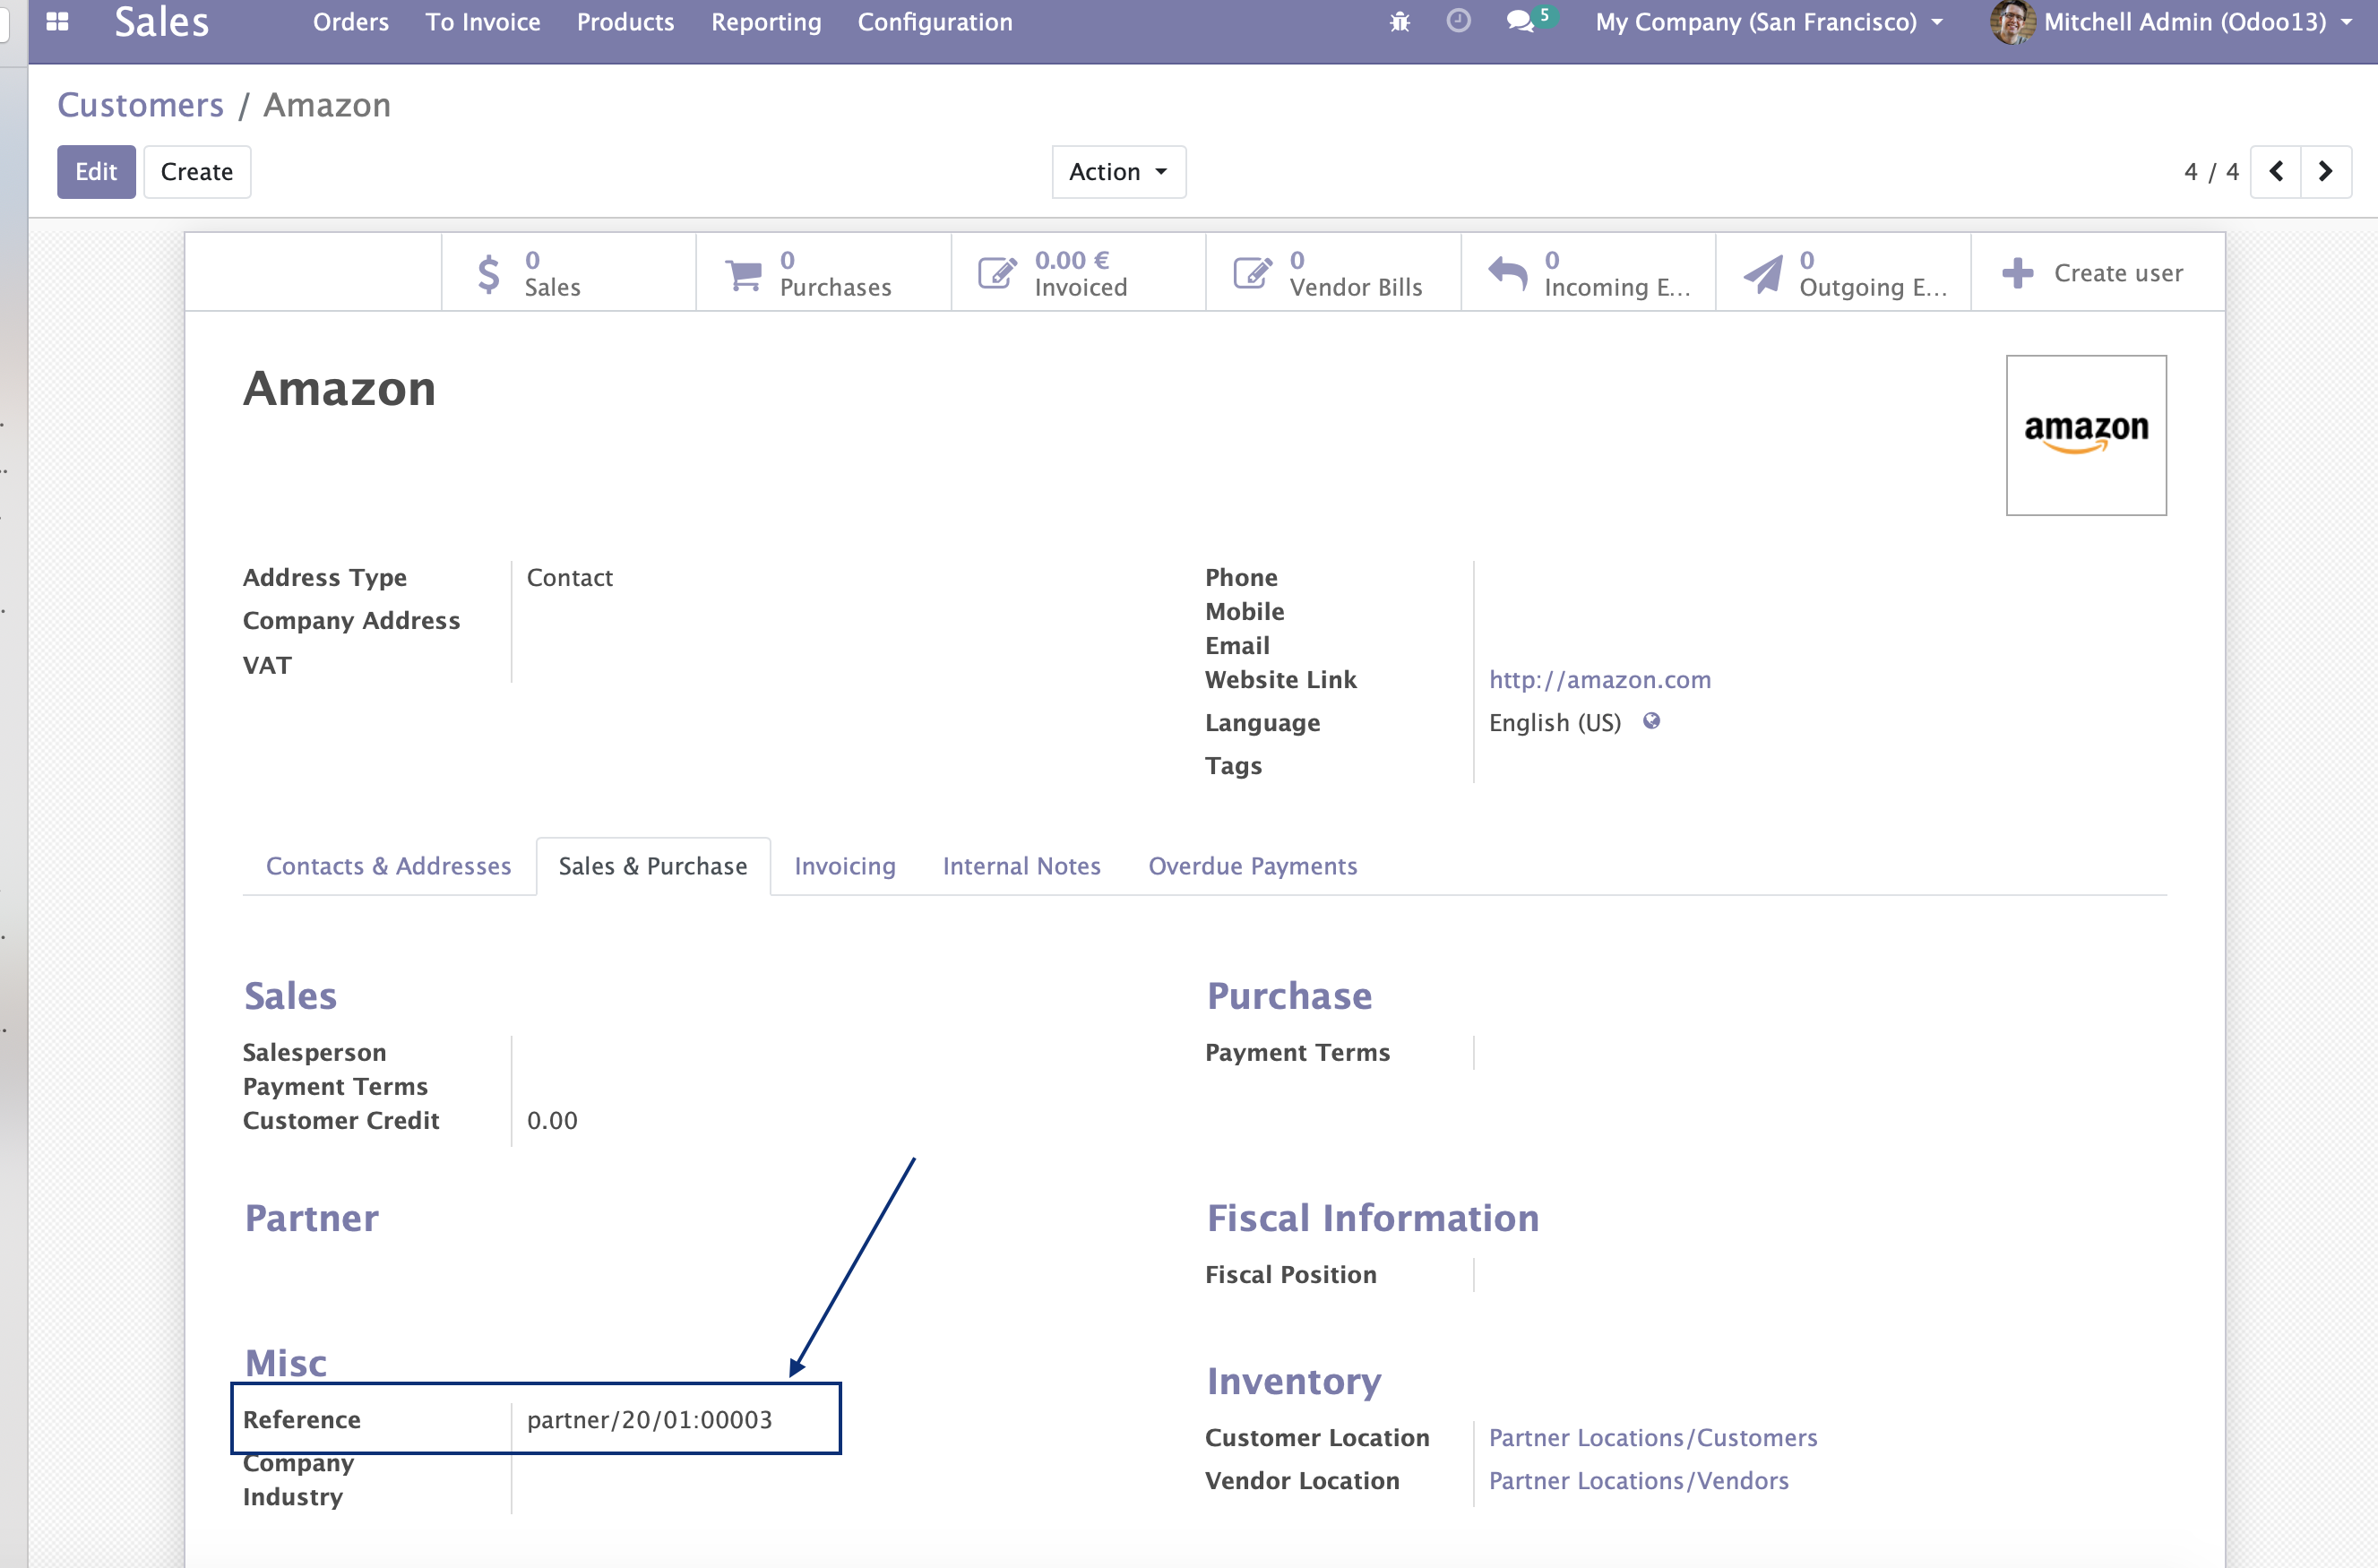 Sales Orders To Invoice Products Reporting Configuration 5 My Company (San Francisco) Mitchell Admin (Odoo13)
Customers / Amazon
Edit Create Action 4 / 4
0 Sales
0 Purchases
0.00 € Invoiced
0 Vendor Bills
0 Incoming E...
0 Outgoing E...
Create user
Amazon
amazon
Address Type Contact
Company Address
VAT
Phone
Mobile
Email
Website Link http://amazon.com
Language English (US)
Tags
Contacts & Addresses Sales & Purchase Invoicing Internal Notes Overdue Payments
Sales
Salesperson
Payment Terms
Customer Credit 0.00
Purchase
Payment Terms
Partner
Fiscal Information
Fiscal Position
Misc
Reference partner/20/01:00003
Company
Industry
Inventory
Customer Location Partner Locations/Customers
Vendor Location Partner Locations/Vendors